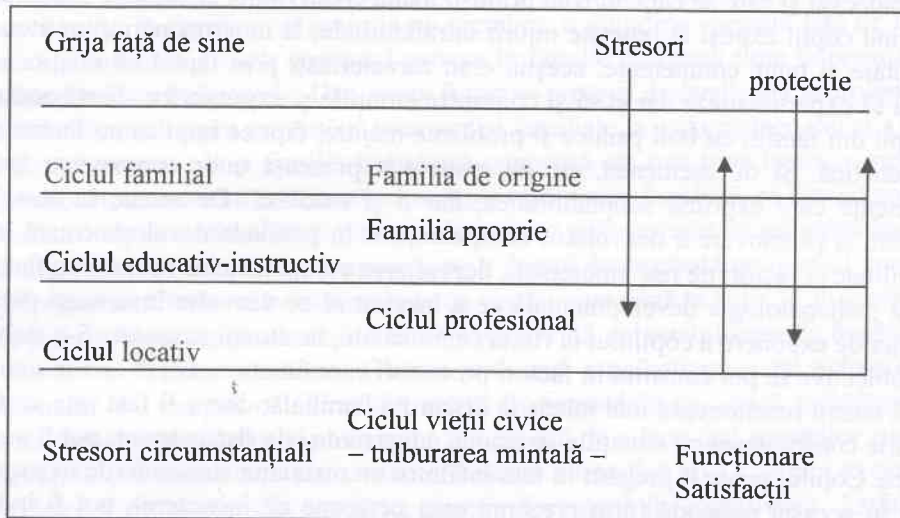 Grija față de sine Stresori
protecție
Ciclul familial Familia de origine
Familia proprie
Ciclul educativ-instructiv
Ciclul profesional
Ciclul locativ
Ciclul vieții civice
Stresori circumstanțiali – tulburarea mintală – Funcționare
Satisfacții